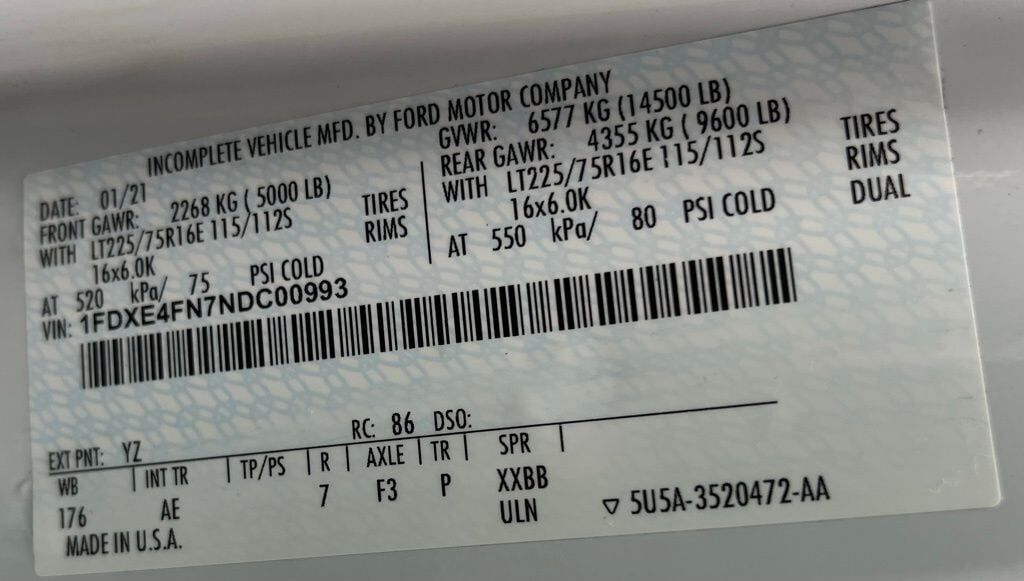 INCOMPLETE VEHICLE MFD. BY FORD MOTOR COMPANY
DATE: 01/21
FRONT GAWR: 2268 KG ( 5000 LB)
WITH LT225/75R16E 115/112S TIRES
16x6.0K RIMS
AT 520 kPa/ 75 PSI COLD
GVWR: 6577 KG (14500 LB)
REAR GAWR: 4355 KG ( 9600 LB)
WITH LT225/75R16E 115/112S TIRES
16x6.0K RIMS
AT 550 kPa/ 80 PSI COLD DUAL
VIN: 1FDXE4FN7NDC00993
EXT PNT: YZ RC: 86 DSO:
WB | INT TR | TP/PS | R | AXLE | TR | SPR |
176 AE 7 F3 P XXBB
ULN
MADE IN U.S.A. ▽ 5U5A-3520472-AA